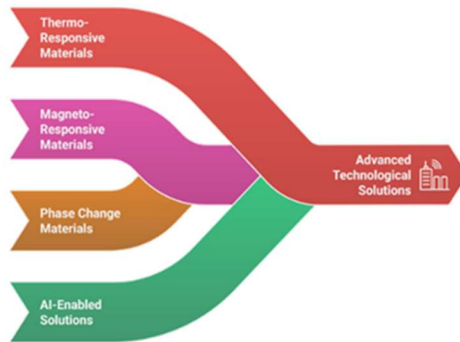 Thermo-
Responsive
Materials
Magneto-
Responsive
Materials
Advanced
Technological
Solutions
Phase Change
Materials
AI-Enabled
Solutions